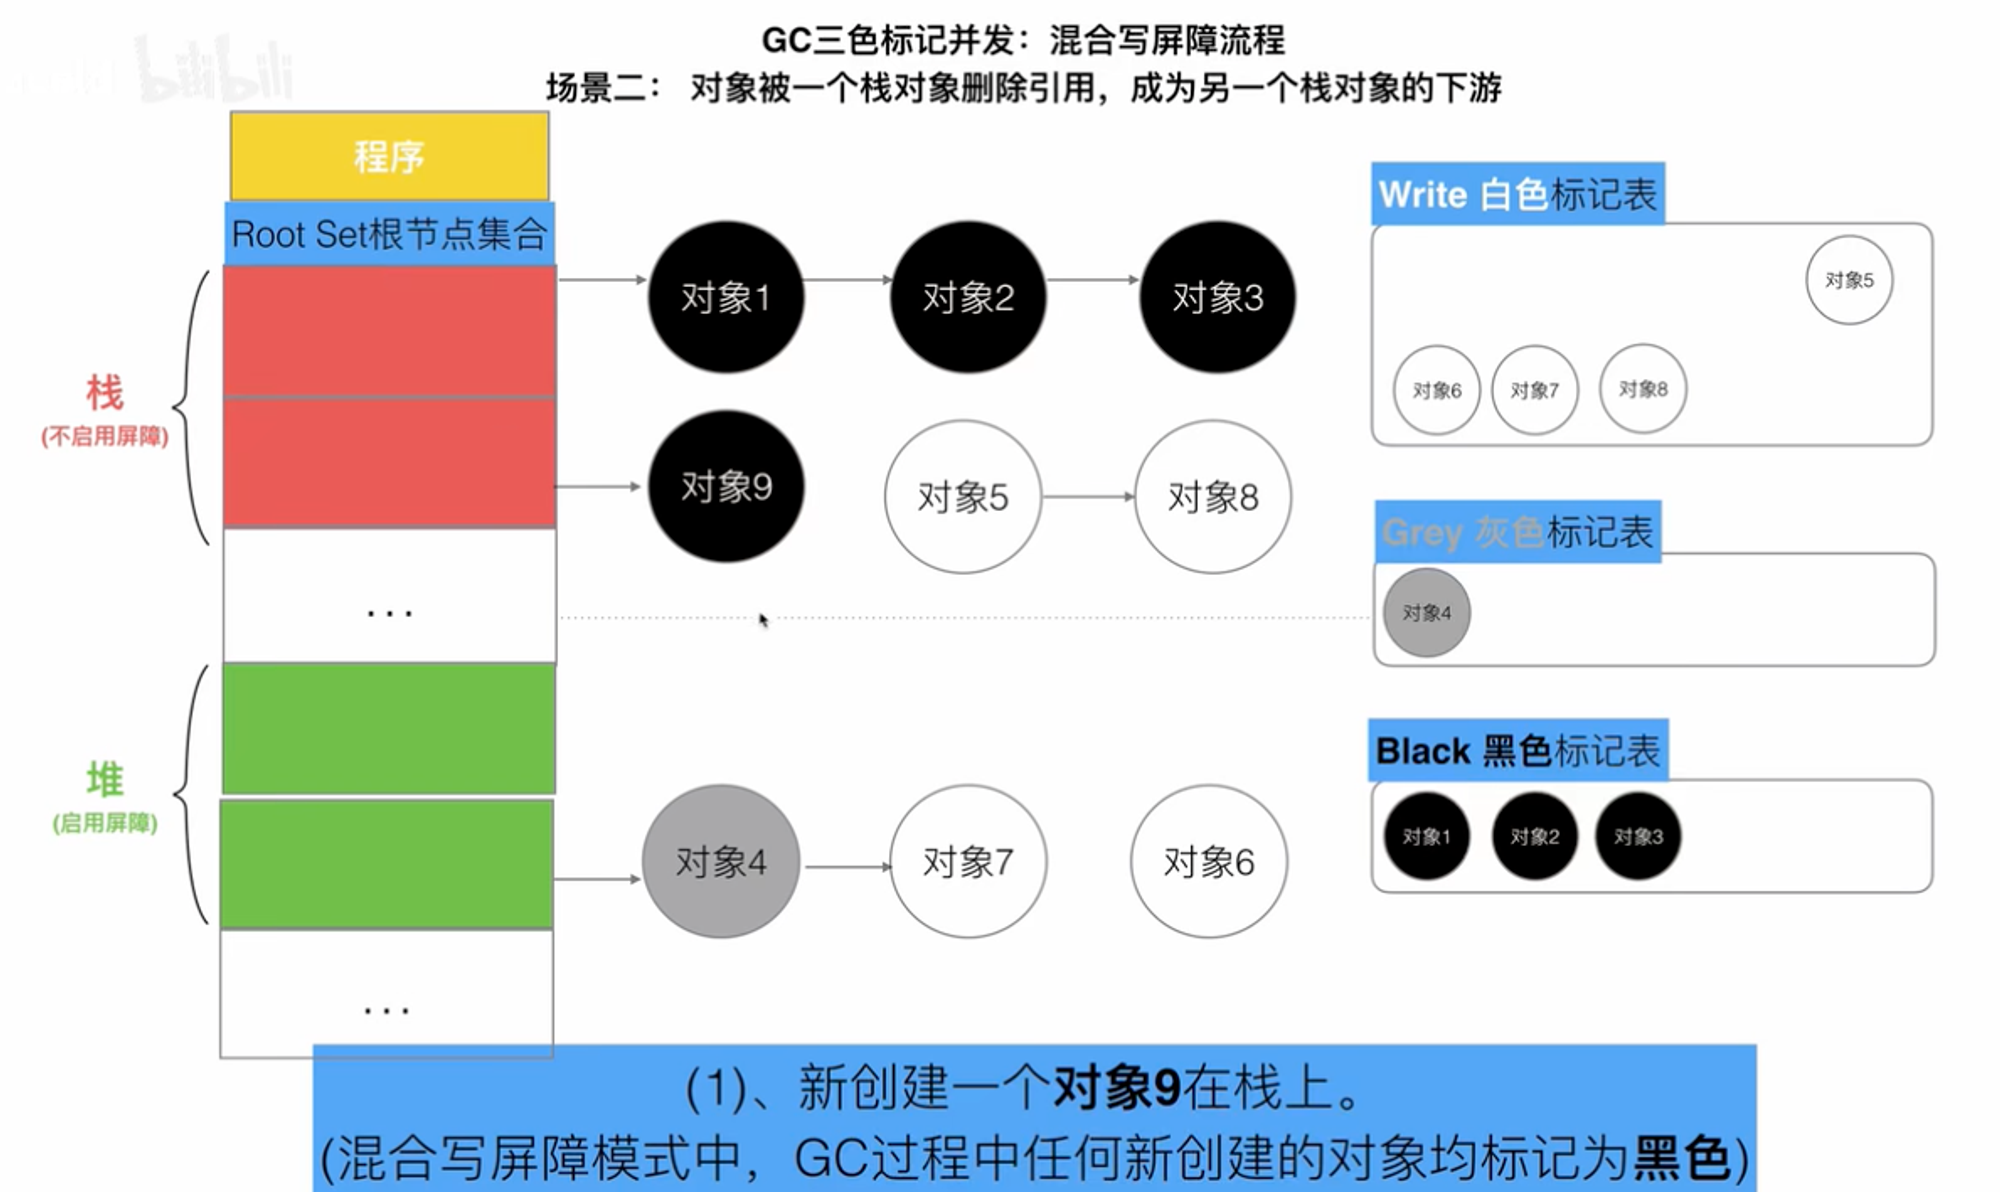 bilibili
GC三色标记并发：混合写屏障流程
场景二： 对象被一个栈对象删除引用，成为另一个栈对象的下游
程序
Root Set根节点集合
栈
(不启用屏障)
...
堆
(启用屏障)
...
对象1
对象2
对象3
对象9
对象5
对象8
对象4
对象7
对象6
Write 白色标记表
对象5
对象6
对象7
对象8
Grey 灰色标记表
对象4
Black 黑色标记表
对象1
对象2
对象3
(1)、新创建一个对象9在栈上。
(混合写屏障模式中，GC过程中任何新创建的对象均标记为黑色)